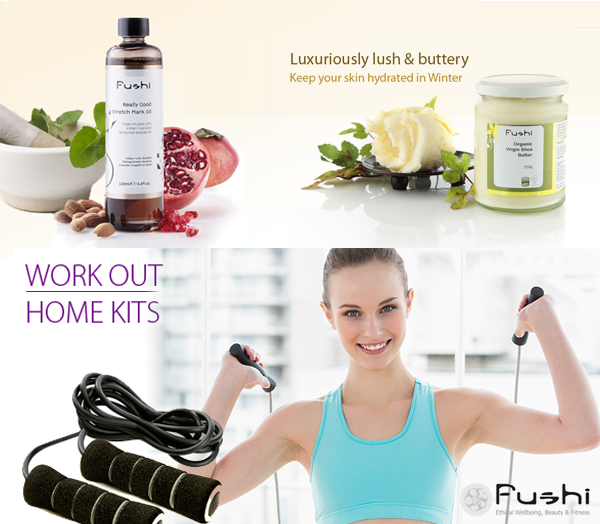 Fushi
Really Good
Stretch Mark Oil
Luxuriously lush & buttery
Keep your skin hydrated in Winter
Fushi
Organic
Virgin Shea
Butter
WORK OUT
HOME KITS
Fushi
Ethical Wellbeing, Beauty & Fitness